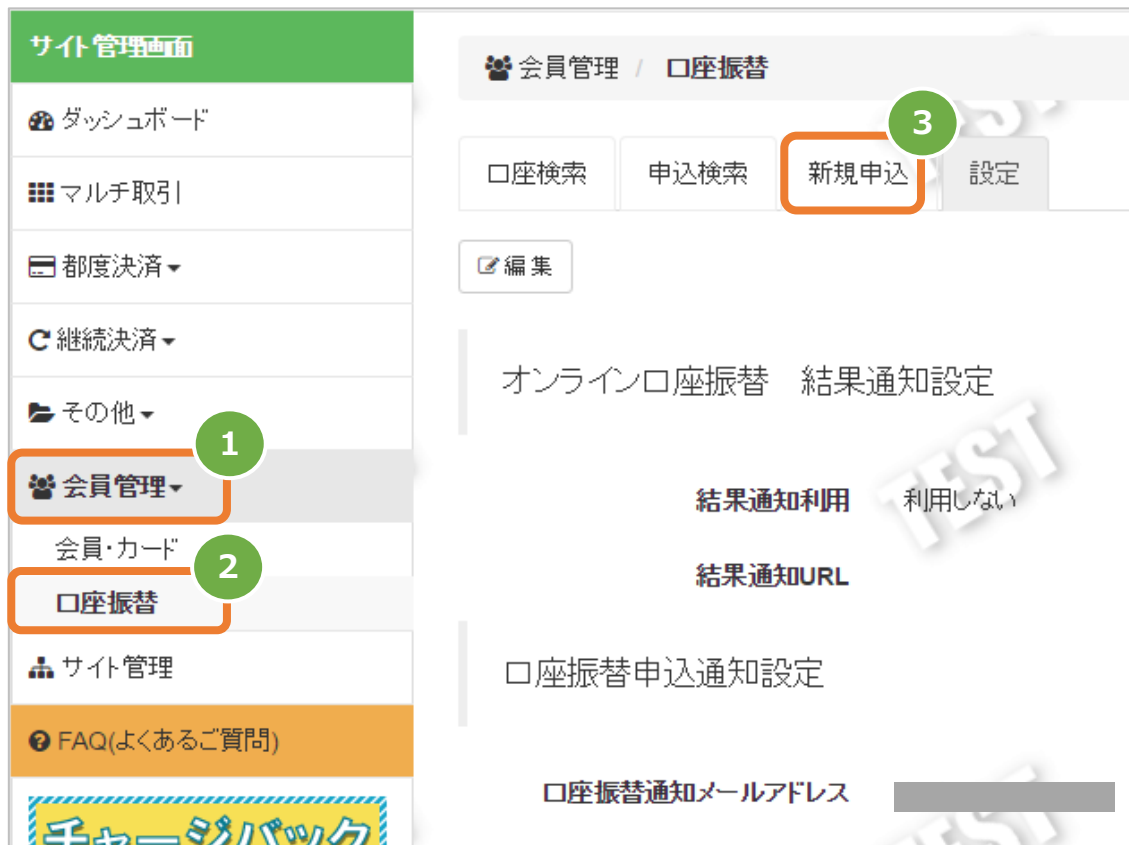 サイト管理画面
ダッシュボード
マルチ取引
都度決済
継続決済
その他
1
会員管理
会員・カード
2
口座振替
サイト管理
FAQ(よくあるご質問)
チャージバック
会員管理 / 口座振替
3
口座検索 申込検索 新規申込 設定
編集
オンライン口座振替 結果通知設定
結果通知利用 利用しない
結果通知URL
口座振替申込通知設定
口座振替通知メールアドレス
TEST
TEST
TEST